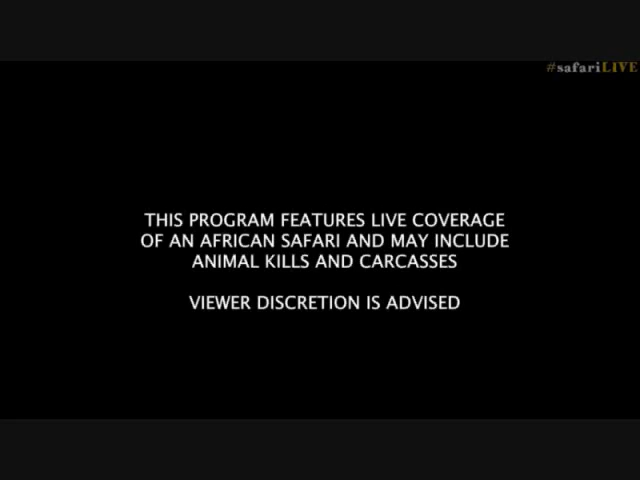 #safariLIVE
THIS PROGRAM FEATURES LIVE COVERAGE
OF AN AFRICAN SAFARI AND MAY INCLUDE
ANIMAL KILLS AND CARCASSES
VIEWER DISCRETION IS ADVISED